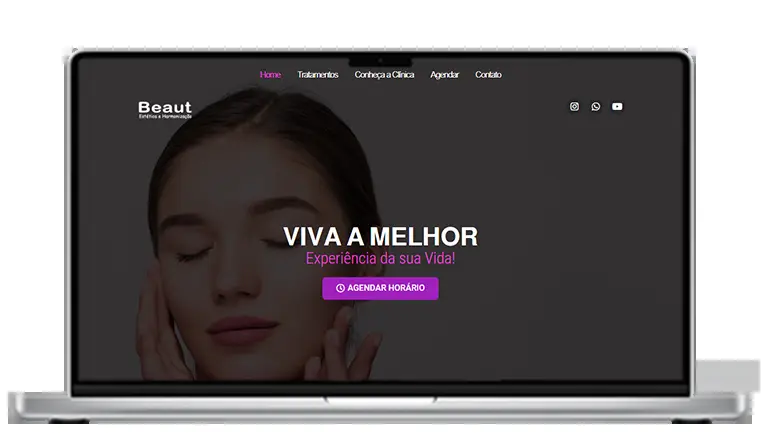 Home Tratamentos Conheça a Clínica Agendar Contato
Beaut
Estética e Harmonização
VIVA A MELHOR
Experiência da sua Vida!
AGENDAR HORÁRIO